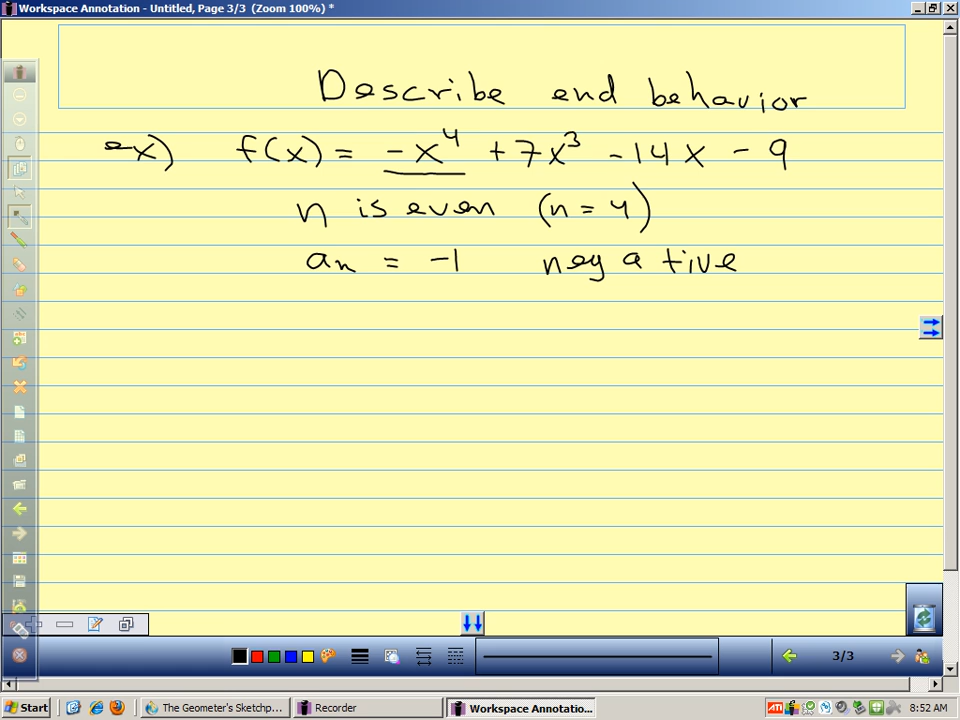 Workspace Annotation - Untitled, Page 3/3 (Zoom 100%) *
Describe end behavior
ex) f(x) = -x⁴ + 7x³ - 14x - 9
n is even (n = 4)
aₙ = -1 negative
3/3
Start The Geometer's Sketchp... Recorder Workspace Annotatio... ATI 8:52 AM